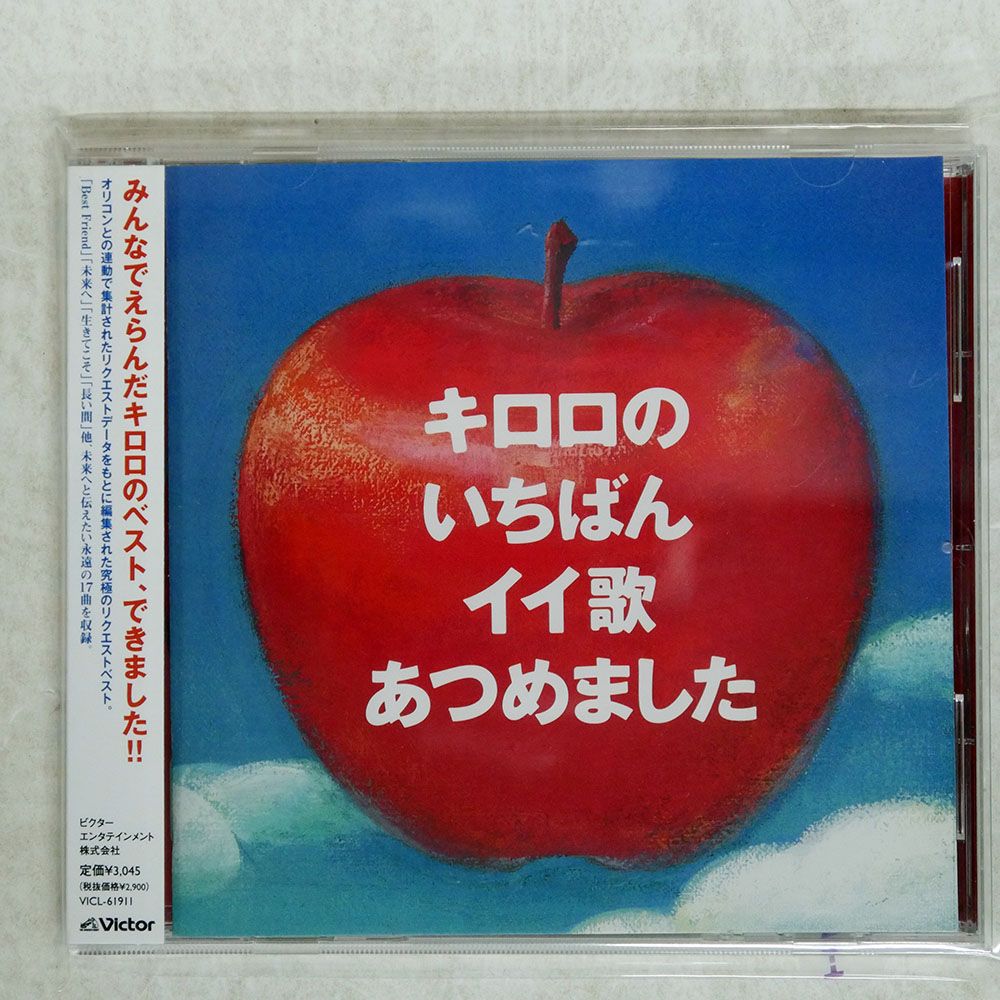 みんなでえらんだキロロのベスト、できました!!
オリコンとの連動で集計されたリクエストデータをもとに編集された究極のリクエストベスト。
「Best Friend」「未来へ」「生きてこそ」「長い間」他、未来へと伝えたい永遠の17曲を収録。
ビクター
エンタテインメント
株式会社
定価¥3,045
(税抜価格¥2,900)
VICL-61911
Victor
キロロの
いちばん
イイ歌
あつめました